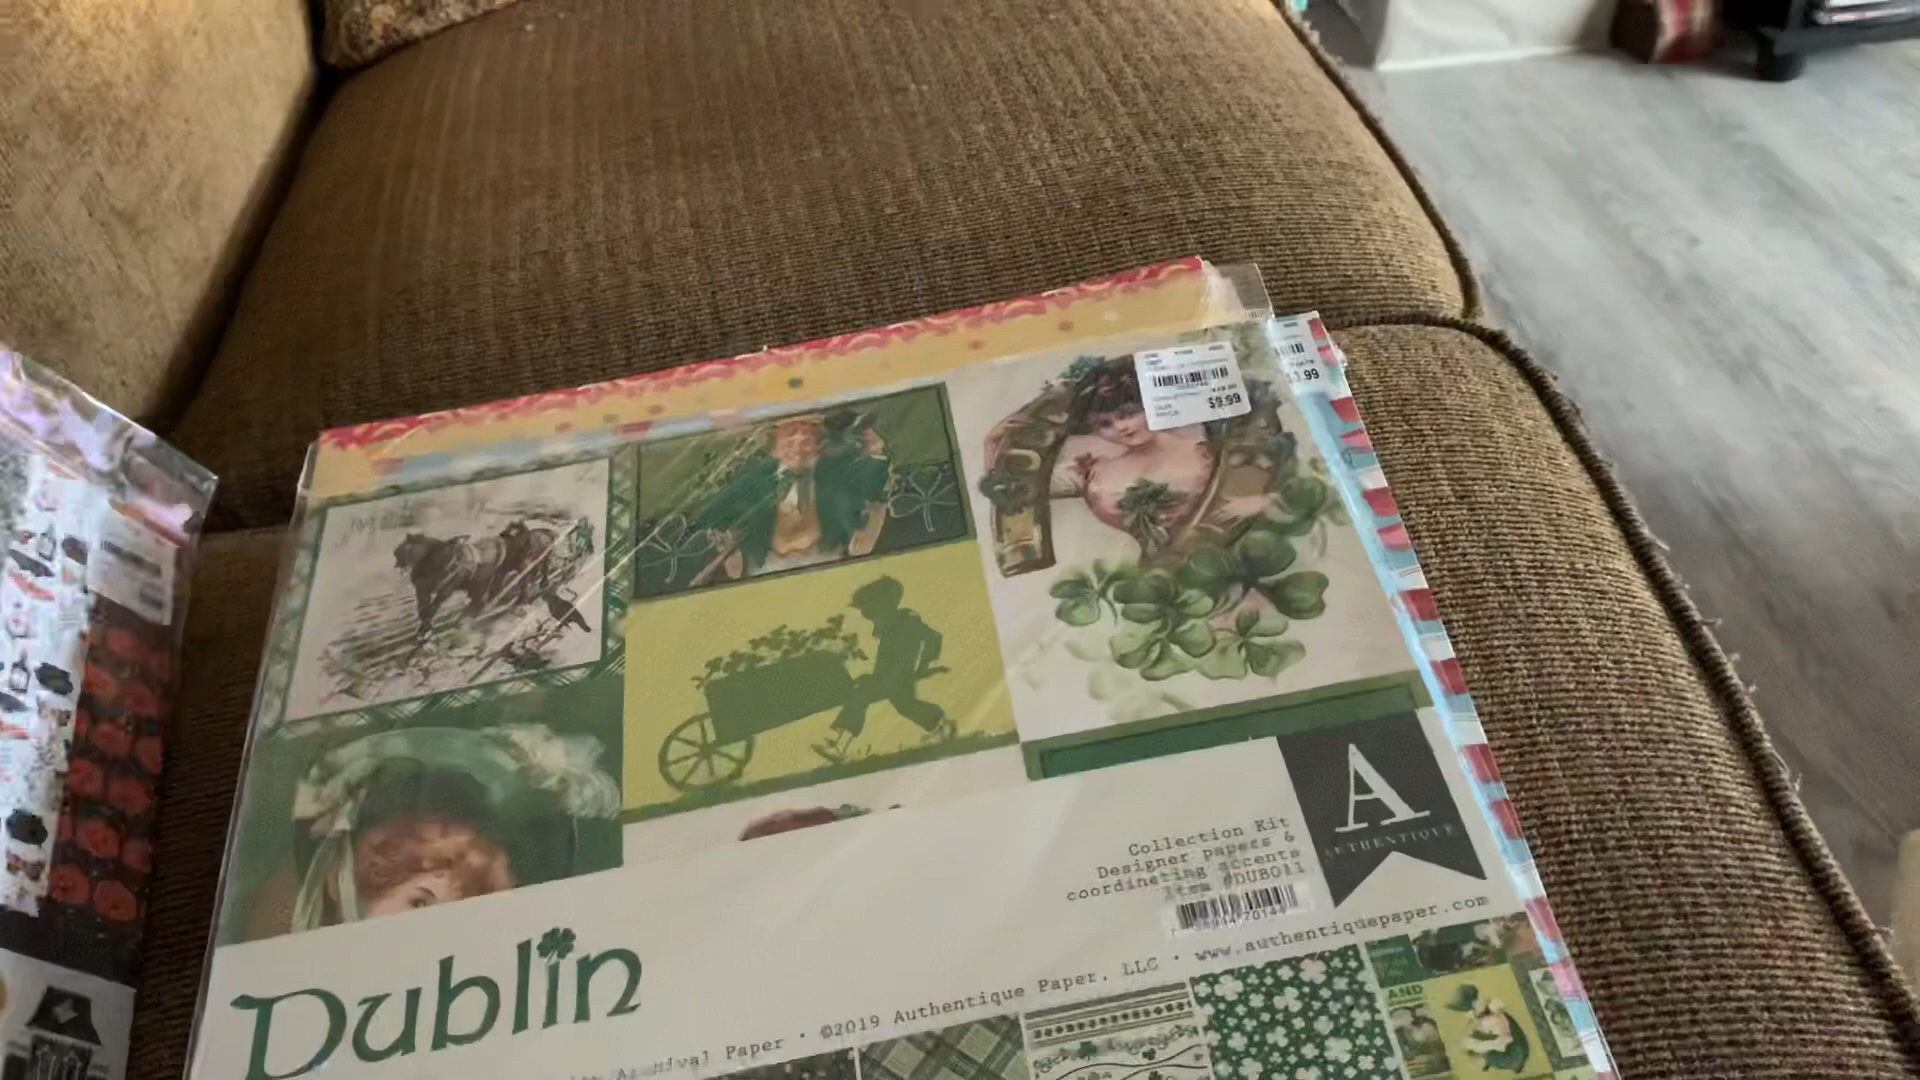 $9.99
A
AUTHENTIQUE
Collection Kit
Designer papers &
coordinating accents
Item #DUB011
www.authentiquepaper.com
Dublin
Paper · ©2019 Authentique Paper, LLC ·
AND